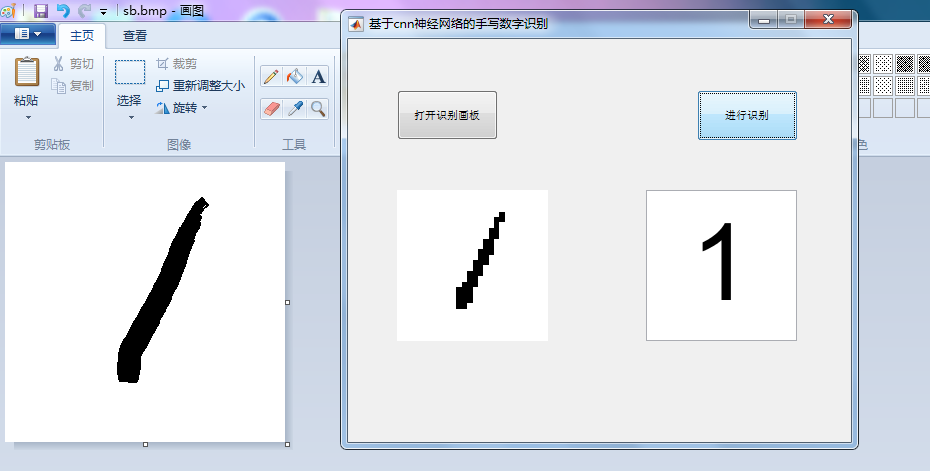 sb.bmp - 画图
主页 查看
粘贴
剪切
复制
剪贴板
选择
裁剪
重新调整大小
旋转
图像
A
工具
基于cnn神经网络的手写数字识别
打开识别画板
进行识别
1
色